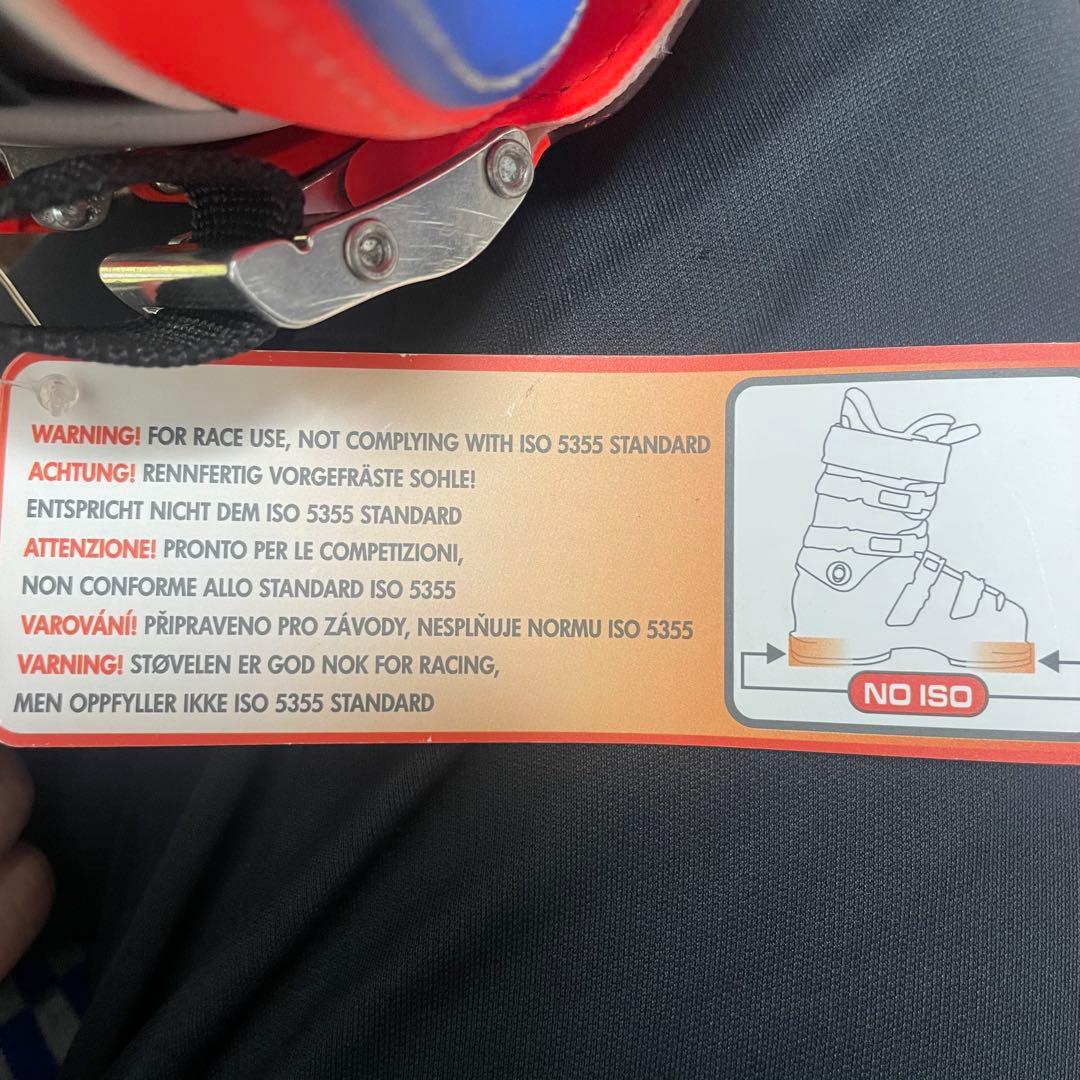 WARNING! FOR RACE USE, NOT COMPLYING WITH ISO 5355 STANDARD
ACHTUNG! RENNFERTIG VORGEFRÄSTE SOHLE!
ENTSPRICHT NICHT DEM ISO 5355 STANDARD
ATTENZIONE! PRONTO PER LE COMPETIZIONI,
NON CONFORME ALLO STANDARD ISO 5355
VAROVÁNÍ! PŘIPRAVENO PRO ZÁVODY, NESPLŇUJE NORMU ISO 5355
VARNING! STØVELEN ER GOD NOK FOR RACING,
MEN OPPFYLLER IKKE ISO 5355 STANDARD
NO ISO